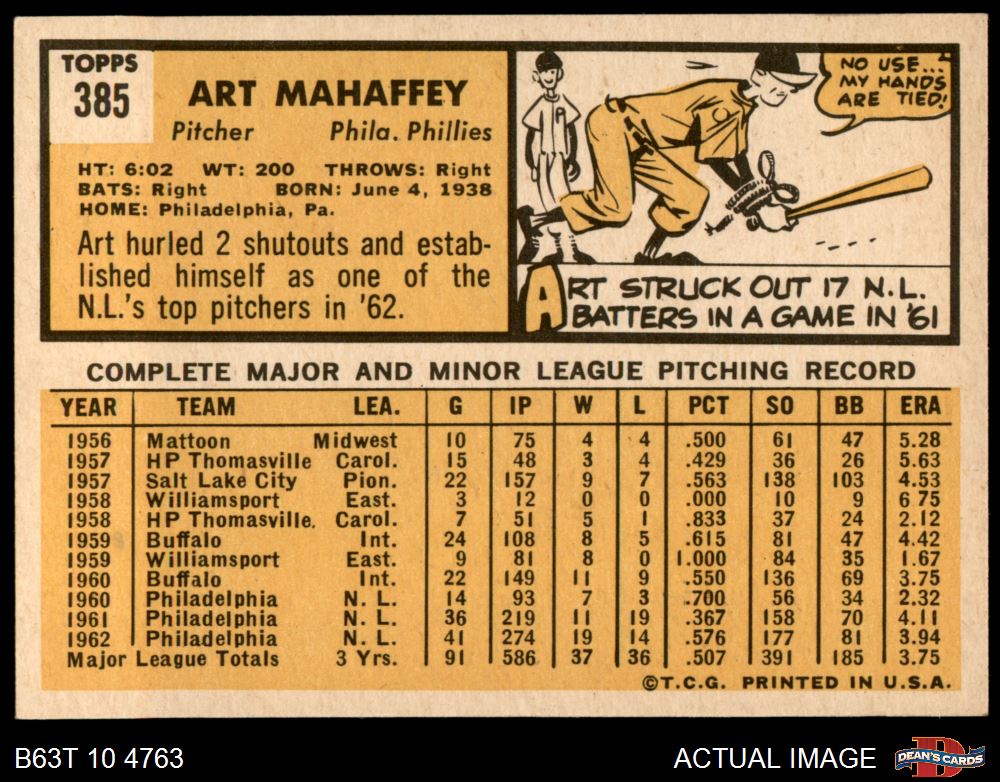 TOPPS
385
ART MAHAFFEY
Pitcher Phila. Phillies
HT: 6:02 WT: 200 THROWS: Right
BATS: Right BORN: June 4, 1938
HOME: Philadelphia, Pa.
Art hurled 2 shutouts and estab-
lished himself as one of the
N.L.'s top pitchers in '62.
NO USE...
MY HANDS
ARE TIED!
P
ART STRUCK OUT 17 N.L.
BATTERS IN A GAME IN '61
COMPLETE MAJOR AND MINOR LEAGUE PITCHING RECORD
YEAR TEAM LEA. G IP W L PCT SO BB ERA
1956 Mattoon Midwest 10 75 4 4 .500 61 47 5.28
1957 HP Thomasville Carol. 15 48 3 4 .429 36 26 5.63
1957 Salt Lake City Pion. 22 157 9 7 .563 138 103 4.53
1958 Williamsport East. 3 12 0 0 .000 10 9 6 75
1958 HP Thomasville. Carol. 7 51 5 1 .833 37 24 2.12
1959 Buffalo Int. 24 108 8 5 .615 81 47 4.42
1959 Williamsport East. 9 81 8 0 1.000 84 35 1.67
1960 Buffalo Int. 22 149 11 9 .550 136 69 3.75
1960 Philadelphia N. L. 14 93 7 3 .700 56 34 2.32
1961 Philadelphia N. L. 36 219 11 19 .367 158 70 4.11
1962 Philadelphia N. L. 41 274 19 14 .576 177 81 3.94
Major League Totals 3 Yrs. 91 586 37 36 .507 391 185 3.75
©T.C.G. PRINTED IN U.S.A.
B63T 10 4763 ACTUAL IMAGE D DEAN'S CARDS